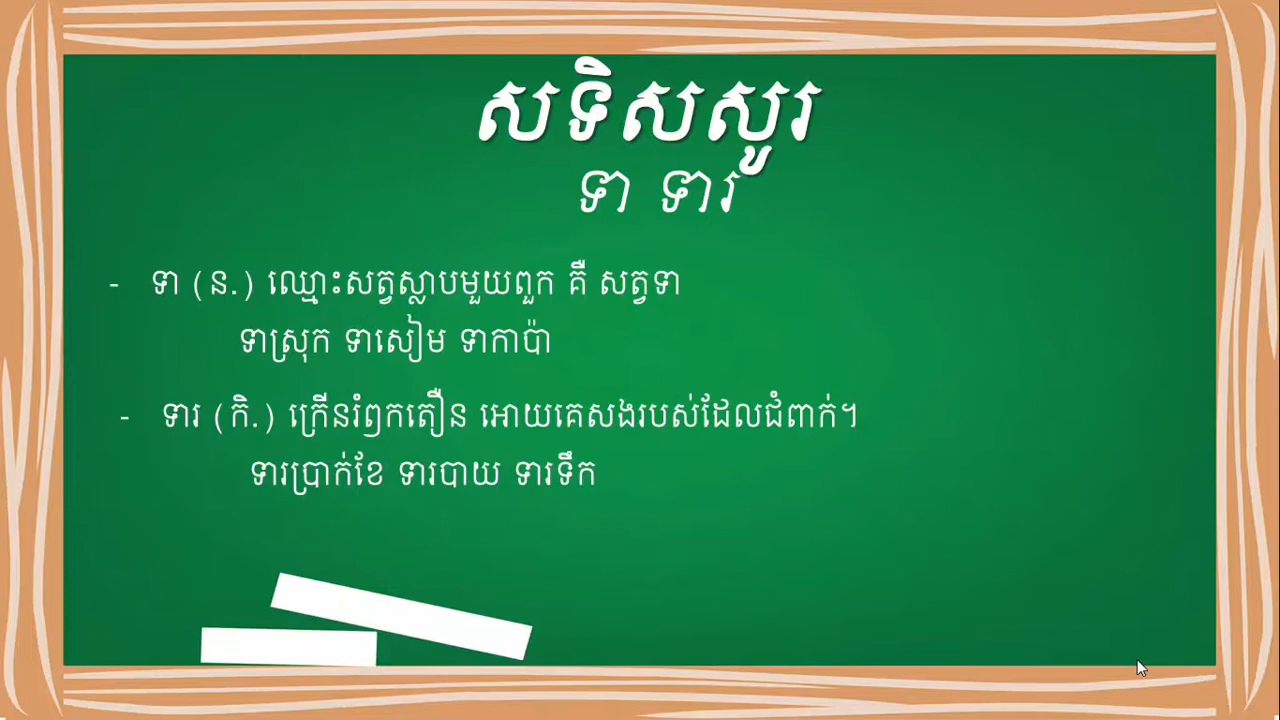 សទិសសូរ
ទា ទារ
- ទា (ន.) ឈ្មោះសត្វស្លាបមួយពួក គឺ សត្វទា
ទាស្រុក ទាសៀម ទាកាប៉ា
- ទារ (កិ.) ក្រើនរំឭកតឿន អោយគេសងរបស់ដែលជំពាក់។
ទារប្រាក់ខែ ទារបាយ ទារទឹក